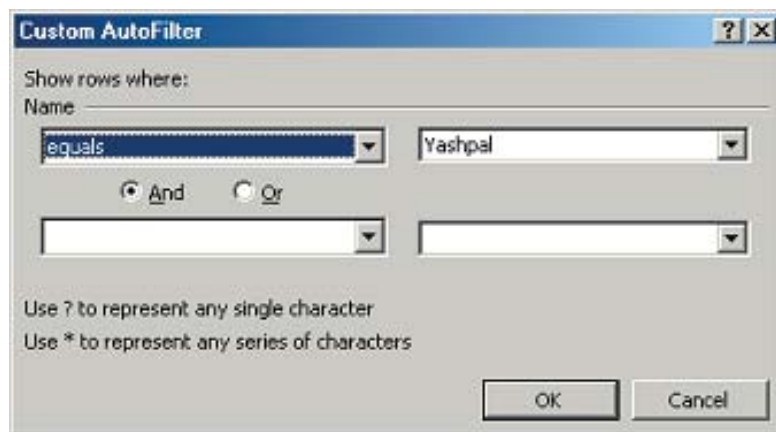 Custom AutoFilter
Show rows where:
Name
equals Yashpal
And Or
Use ? to represent any single character
Use * to represent any series of characters
OK Cancel